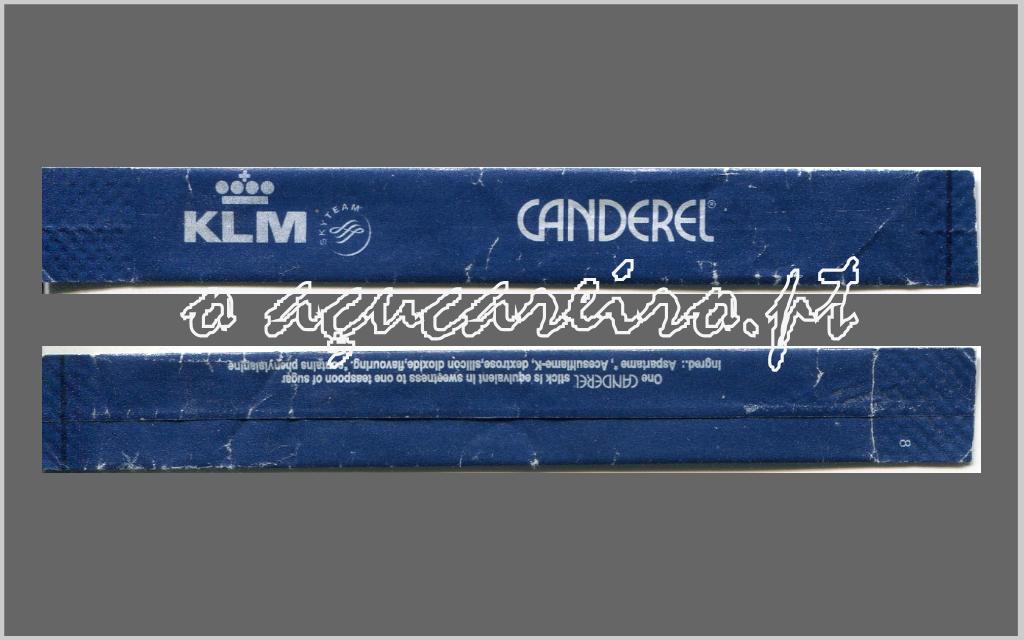 KLM
SKYTEAM
CANDEREL®
a açucareira.pt
One CANDEREL stick is equivalent in sweetness to one teaspoon of sugar
Ingred.: Aspartame*, Acesulflame-K, dextrose,silicon dioxide,flavouring. *contains phenylalanine
8